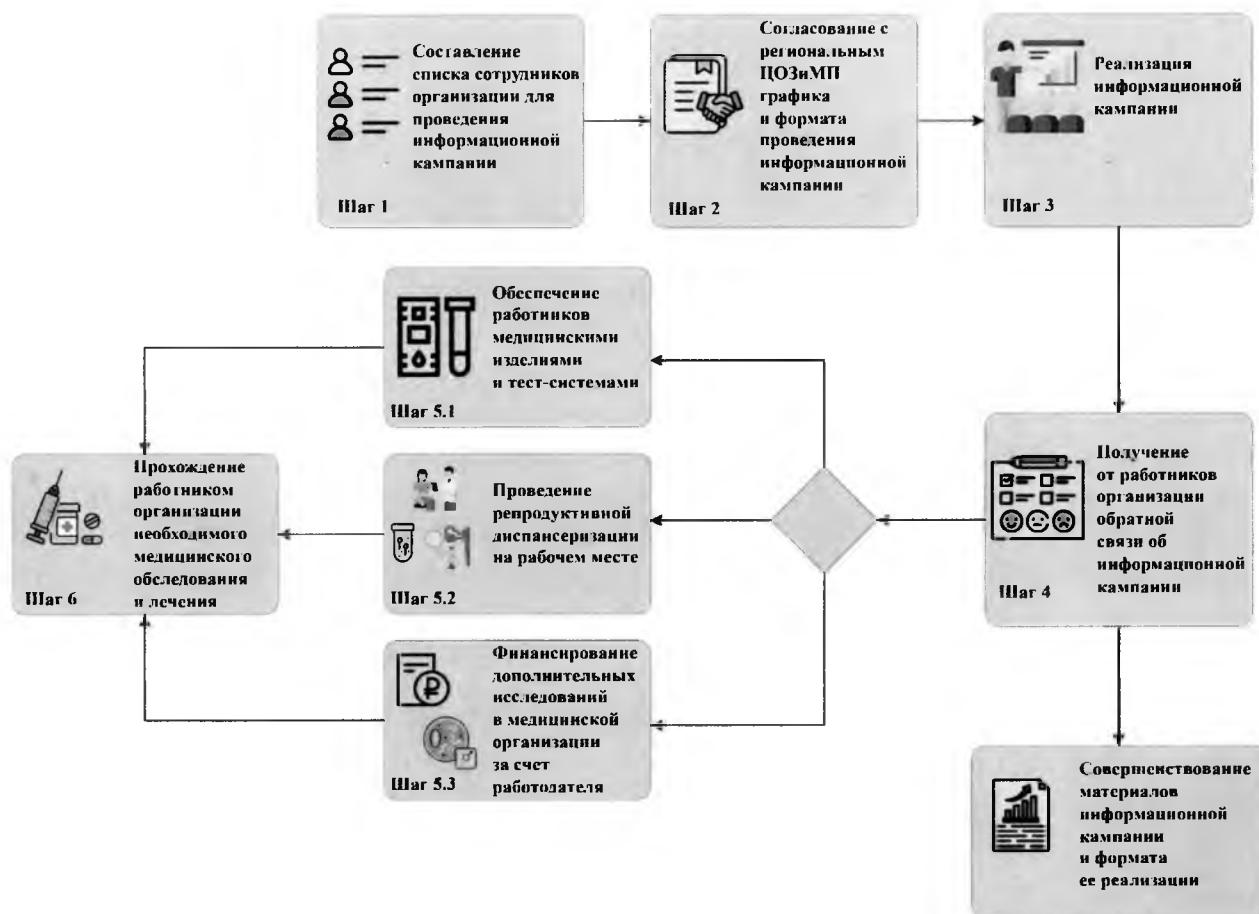 Составление
списка сотрудников
организации для
проведения
информационной
кампании
Шаг 1
Согласование с
региональным
ЦОЗиМП
графика
и формата
проведения
информационной
кампании
Шаг 2
Реализация
информационной
кампании
Шаг 3
Получение
от работников
организации
обратной
связи об
информационной
кампании
Шаг 4
Обеспечение
работников
медицинскими
изделиями
и тест-системами
Шаг 5.1
Проведение
репродуктивной
диспансеризации
на рабочем месте
Шаг 5.2
Финансирование
дополнительных
исследований
в медицинской
организации
за счет
работодателя
Шаг 5.3
Прохождение
работником
организации
необходимого
медицинского
обследования
и лечения
Шаг 6
Совершенствование
материалов
информационной
кампании
и формата
ее реализации